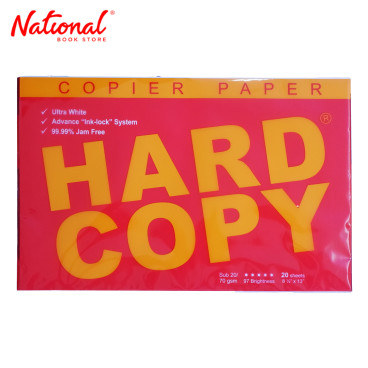 National
BOOK STORE
COPIER PAPER
✓ Ultra White
✓ Advance "Ink-lock" System
✓ 99.99% Jam Free
HARD®
COPY
Sub 20/ ★★★★★ 20 sheets
70 gsm 97 Brightness 8 ½" x 13"